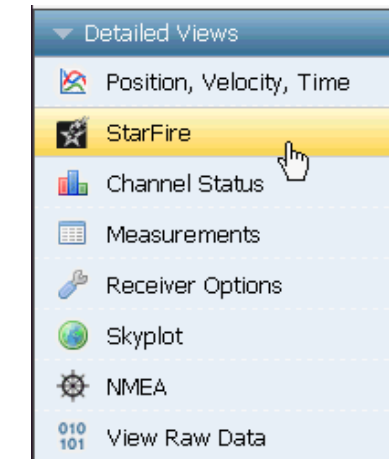 Detailed Views
Position, Velocity, Time
StarFire
Channel Status
Measurements
Receiver Options
Skyplot
NMEA
010
101
View Raw Data